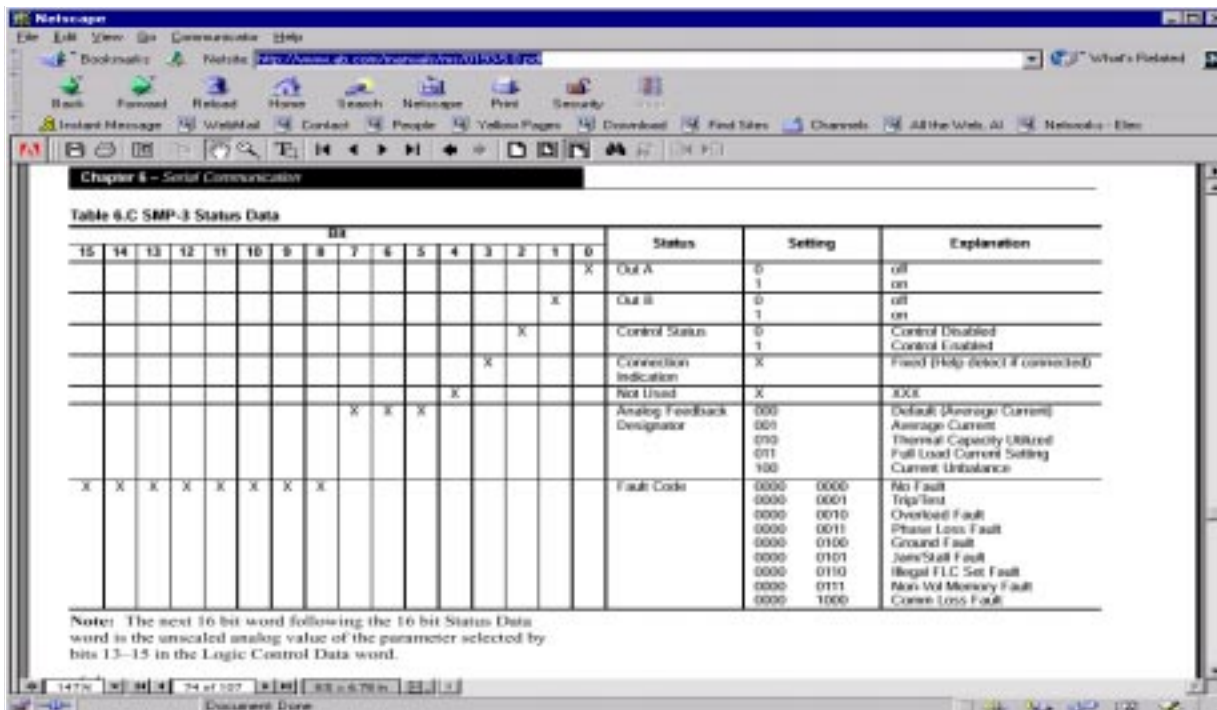 Netscape
File Edit View Go Communicator Help
Bookmarks Netsite: What's Related
Back Forward Reload Home Search Netscape Print Security
Instant Message WebMail Contact People Yellow Pages Download Find Sites Channels All the Web, Al
Chapter 6 – Serial Communication
Table 6.C SMP-3 Status Data
Bit
15 14 13 12 11 10 9 8 7 6 5 4 3 2 1 0 Status Setting Explanation
X Out A 0 off
1 on
X Out B 0 off
1 on
X Control Status 0 Control Disabled
1 Control Enabled
X Connection X Fixed (Help detect if connected)
Indication
X Not Used X XXX
X X X Analog Feedback 000 Default (Average Current)
Designator 001 Average Current
010 Thermal Capacity Utilized
011 Full Load Current Setting
100 Current Unbalance
X X X X X X X X Fault Code 0000 0000 No Fault
0000 0001 Trip/Test
0000 0010 Overload Fault
0000 0011 Phase Loss Fault
0000 0100 Ground Fault
0000 0101 Jam/Stall Fault
0000 0110 Illegal FLC Set Fault
0000 0111 Non-Vol Memory Fault
0000 1000 Comm Loss Fault
Note: The next 16 bit word following the 16 bit Status Data
word is the unscaled analog value of the parameter selected by
bits 13–15 in the Logic Control Data word.
147% 74 of 107
Document: Done